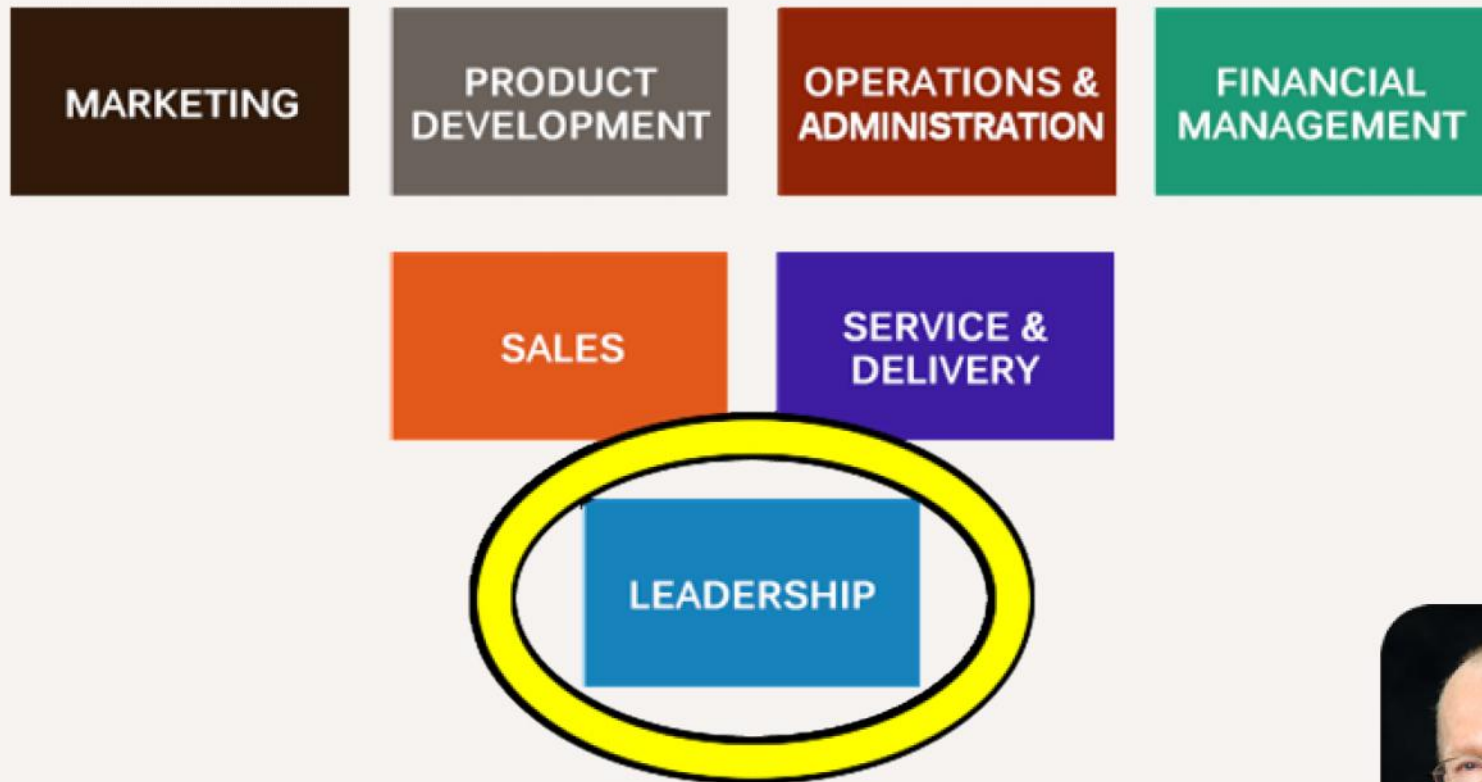 MARKETING
PRODUCT
DEVELOPMENT
OPERATIONS &
ADMINISTRATION
FINANCIAL
MANAGEMENT
SALES
SERVICE &
DELIVERY
LEADERSHIP